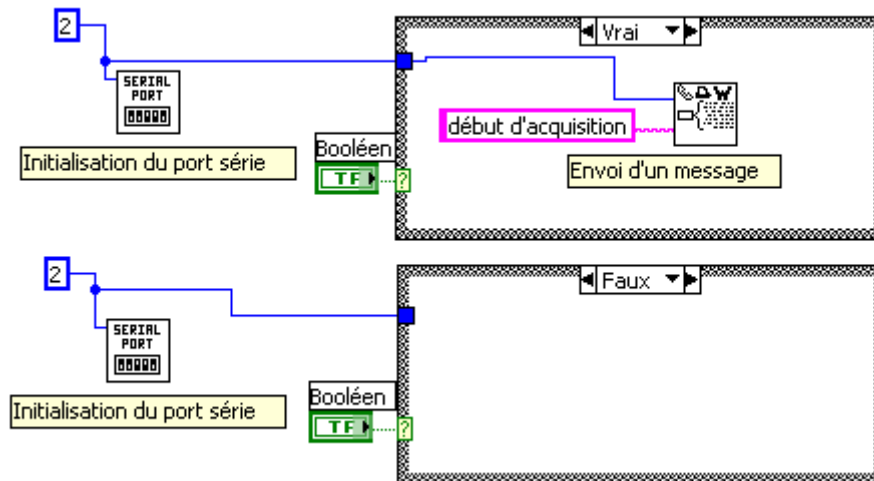 2
Vrai
SERIAL
PORT
début d'acquisition
Initialisation du port série
Booléen
Envoi d'un message
TF
?
2
Faux
SERIAL
PORT
Initialisation du port série
Booléen
TF
?